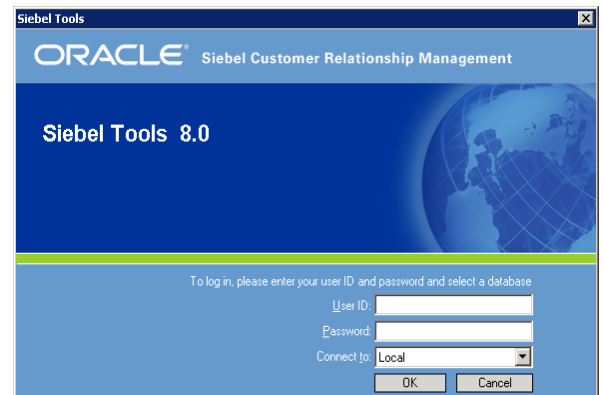 Siebel Tools
ORACLE® Siebel Customer Relationship Management
Siebel Tools 8.0
To log in, please enter your user ID and password and select a database
User ID:
Password:
Connect to: Local
OK Cancel